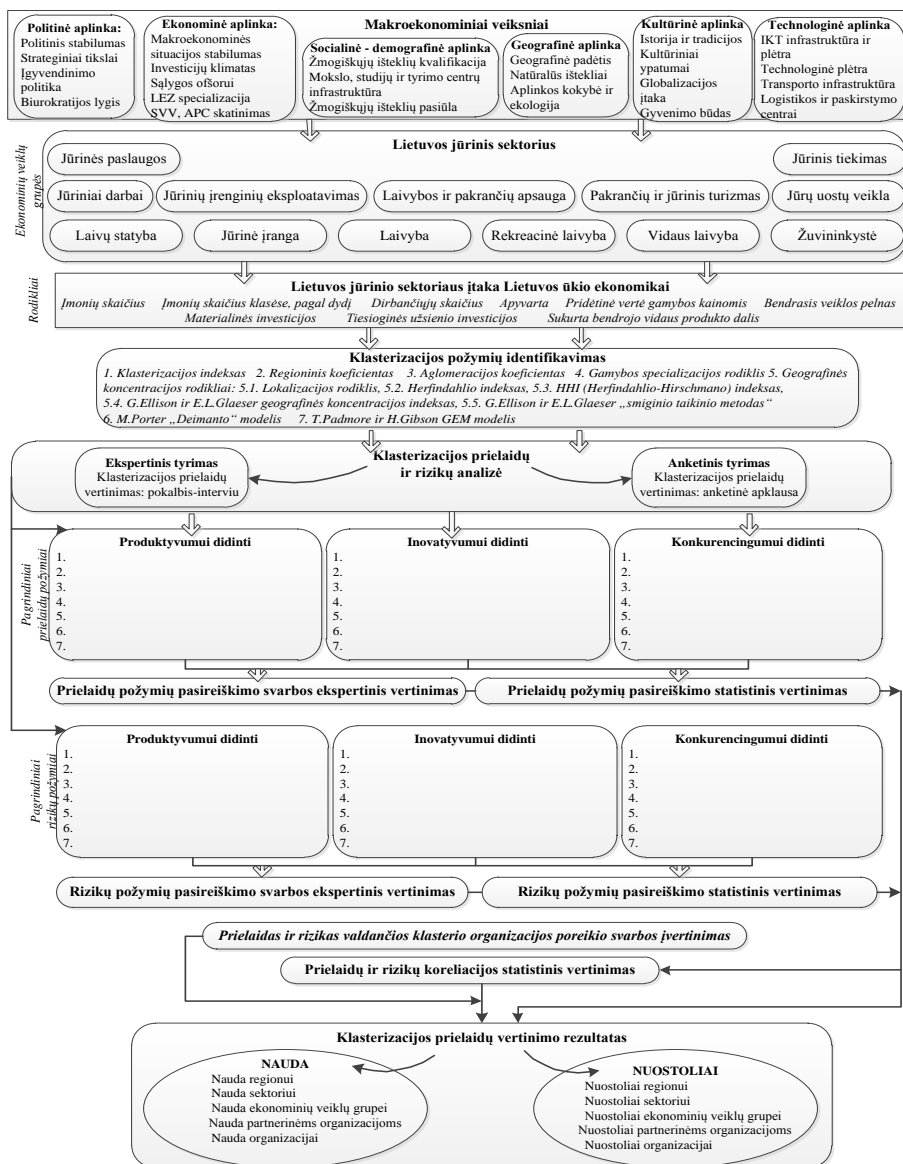 Makroekonominiai veiksniai
Politinė aplinka:
Politinis stabilumas
Strateginiai tikslai
Įgyvendinimo
politika
Biurokratijos lygis
Ekonominė aplinka:
Makroekonominės
situacijos stabilumas
Investicijų klimatas
Sąlygos ofšorui
LEZ specializacija
SVV, APC skatinimas
Socialinė - demografinė aplinka
Žmogiškųjų išteklių kvalifikacija
Mokslo, studijų ir tyrimo centrų
infrastruktūra
Žmogiškųjų išteklių pasiūla
Geografinė aplinka
Geografinė padėtis
Natūralūs ištekliai
Aplinkos kokybė ir
ekologija
Kultūrinė aplinka
Istorija ir tradicijos
Kultūriniai
ypatumai
Globalizacijos
įtaka
Gyvenimo būdas
Technologinė aplinka
IKT infrastruktūra ir
plėtra
Technologinė plėtra
Transporto infrastruktūra
Logistikos ir paskirstymo
centrai
Ekonominių veiklų
grupės
Lietuvos jūrinis sektorius
Jūrinės paslaugos
Jūrinis tiekimas
Jūriniai darbai
Jūrinių įrenginių eksploatavimas
Laivybos ir pakrančių apsauga
Pakrančių ir jūrinis turizmas
Jūrų uostų veikla
Laivų statyba
Jūrinė įranga
Laivyba
Rekreacinė laivyba
Vidaus laivyba
Žuvininkystė
Rodikliai
Lietuvos jūrinio sektoriaus įtaka Lietuvos ūkio ekonomikai
Įmonių skaičius Įmonių skaičius klasėse, pagal dydį Dirbančiųjų skaičius Apyvarta Pridėtinė vertė gamybos kainomis Bendrasis veiklos pelnas
Materialinės investicijos Tiesioginės užsienio investicijos Sukurta bendrojo vidaus produkto dalis
Klasterizacijos požymių identifikavimas
1. Klasterizacijos indeksas 2. Regioninis koeficientas 3. Aglomeracijos koeficientas 4. Gamybos specializacijos rodiklis 5. Geografinės
koncentracijos rodikliai: 5.1. Lokalizacijos rodiklis, 5.2. Herfindahlio indeksas, 5.3. HHI (Herfindahlio-Hirschmano) indeksas,
5.4. G.Ellison ir E.L.Glaeser geografinės koncentracijos indeksas, 5.5. G.Ellison ir E.L.Glaeser „smiginio taikinio metodas“
6. M.Porter „Deimanto“ modelis 7. T.Padmore ir H.Gibson GEM modelis
Klasterizacijos prielaidų
ir rizikų analizė
Ekspertinis tyrimas
Klasterizacijos prielaidų
vertinimas: pokalbis-interviu
Anketinis tyrimas
Klasterizacijos prielaidų
vertinimas: anketinė apklausa
Pagrindiniai
prielaidų požymiai
Produktyvumui didinti
1.
2.
3.
4.
5.
6.
7.
Inovatyvumui didinti
Konkurencingumui didinti
Prielaidų požymių pasireiškimo svarbos ekspertinis vertinimas
Prielaidų požymių pasireiškimo statistinis vertinimas
Pagrindiniai
rizikų požymiai
Produktyvumui didinti
1.
2.
3.
4.
5.
6.
7.
Inovatyvumui didinti
Konkurencingumui didinti
Rizikų požymių pasireiškimo svarbos ekspertinis vertinimas
Rizikų požymių pasireiškimo statistinis vertinimas
Prielaidas ir rizikas valdančios klasterio organizacijos poreikio svarbos įvertinimas
Prielaidų ir rizikų koreliacijos statistinis vertinimas
Klasterizacijos prielaidų vertinimo rezultatas
NAUDA
Nauda regionui
Nauda sektoriui
Nauda ekonominių veiklų grupei
Nauda partnerinėms organizacijoms
Nauda organizacijai
NUOSTOLIAI
Nuostoliai regionui
Nuostoliai sektoriui
Nuostoliai ekonominių veiklų grupei
Nuostoliai partnerinėms organizacijoms
Nuostoliai organizacijai